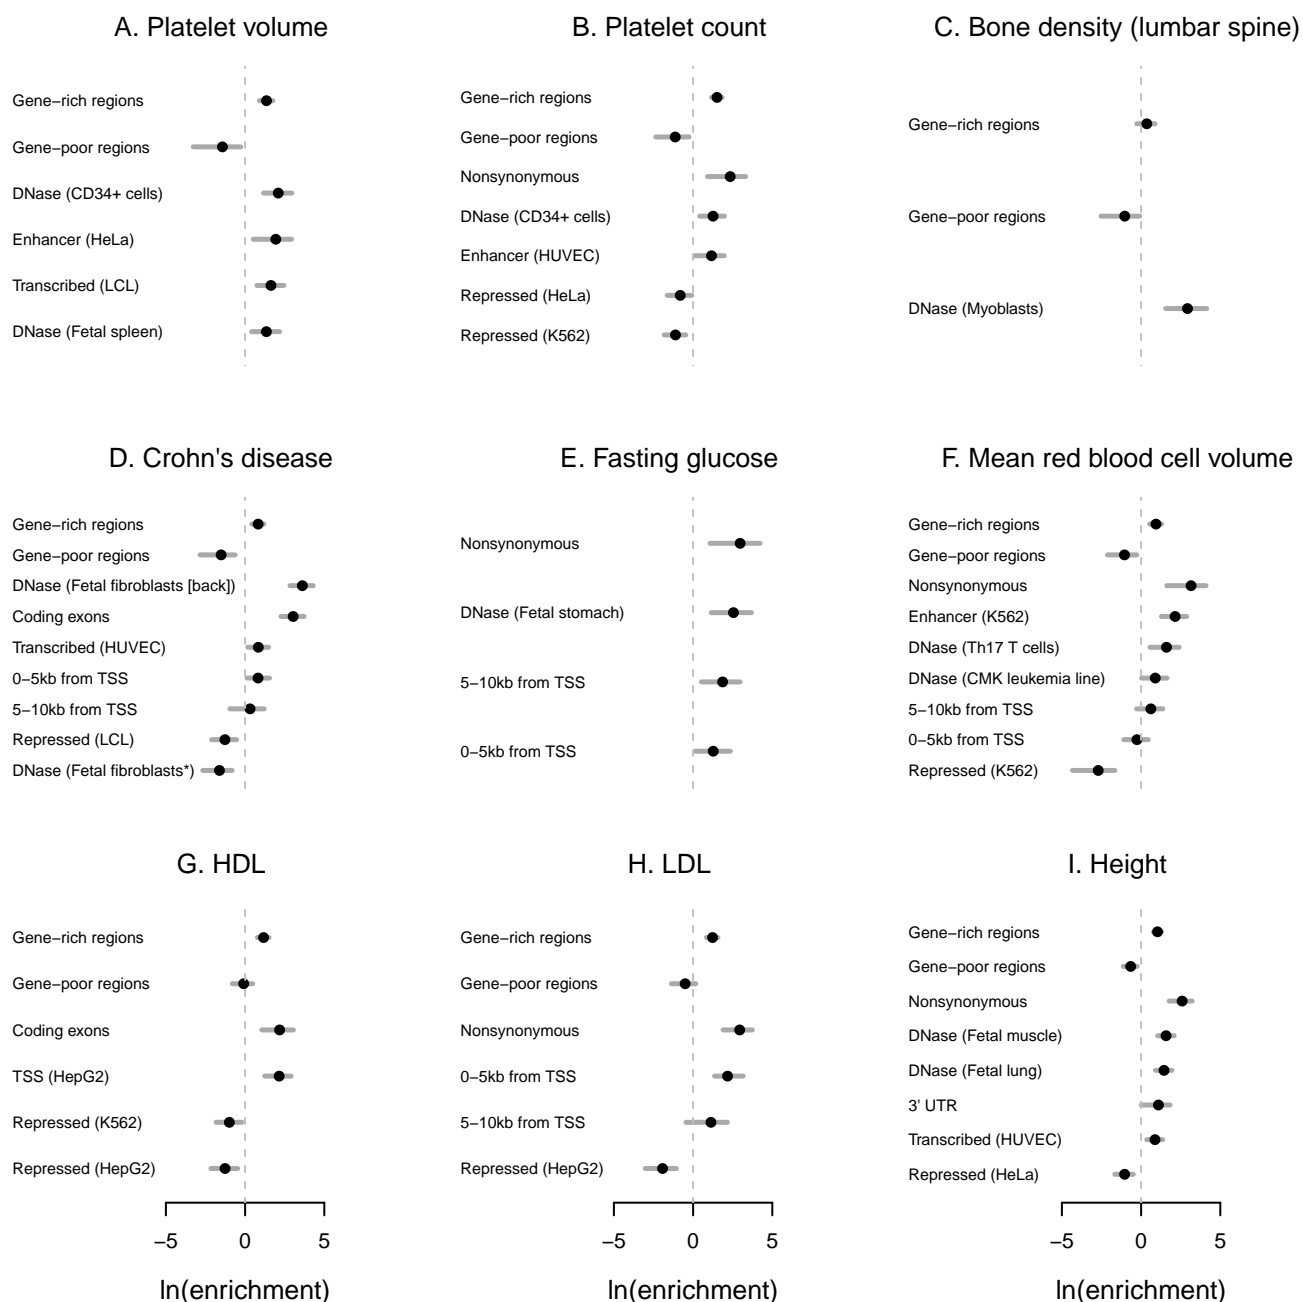 A. Platelet volume
Gene−rich regions
Gene−poor regions
DNase (CD34+ cells)
Enhancer (HeLa)
Transcribed (LCL)
DNase (Fetal spleen)
B. Platelet count
Gene−rich regions
Gene−poor regions
Nonsynonymous
DNase (CD34+ cells)
Enhancer (HUVEC)
Repressed (HeLa)
Repressed (K562)
C. Bone density (lumbar spine)
Gene−rich regions
Gene−poor regions
DNase (Myoblasts)
D. Crohn's disease
Gene−rich regions
Gene−poor regions
DNase (Fetal fibroblasts [back])
Coding exons
Transcribed (HUVEC)
0−5kb from TSS
5−10kb from TSS
Repressed (LCL)
DNase (Fetal fibroblasts*)
E. Fasting glucose
Nonsynonymous
DNase (Fetal stomach)
5−10kb from TSS
0−5kb from TSS
F. Mean red blood cell volume
Gene−rich regions
Gene−poor regions
Nonsynonymous
Enhancer (K562)
DNase (Th17 T cells)
DNase (CMK leukemia line)
5−10kb from TSS
0−5kb from TSS
Repressed (K562)
G. HDL
Gene−rich regions
Gene−poor regions
Coding exons
TSS (HepG2)
Repressed (K562)
Repressed (HepG2)
−5 0 5
ln(enrichment)
H. LDL
Gene−rich regions
Gene−poor regions
Nonsynonymous
0−5kb from TSS
5−10kb from TSS
Repressed (HepG2)
−5 0 5
ln(enrichment)
I. Height
Gene−rich regions
Gene−poor regions
Nonsynonymous
DNase (Fetal muscle)
DNase (Fetal lung)
3' UTR
Transcribed (HUVEC)
Repressed (HeLa)
−5 0 5
ln(enrichment)